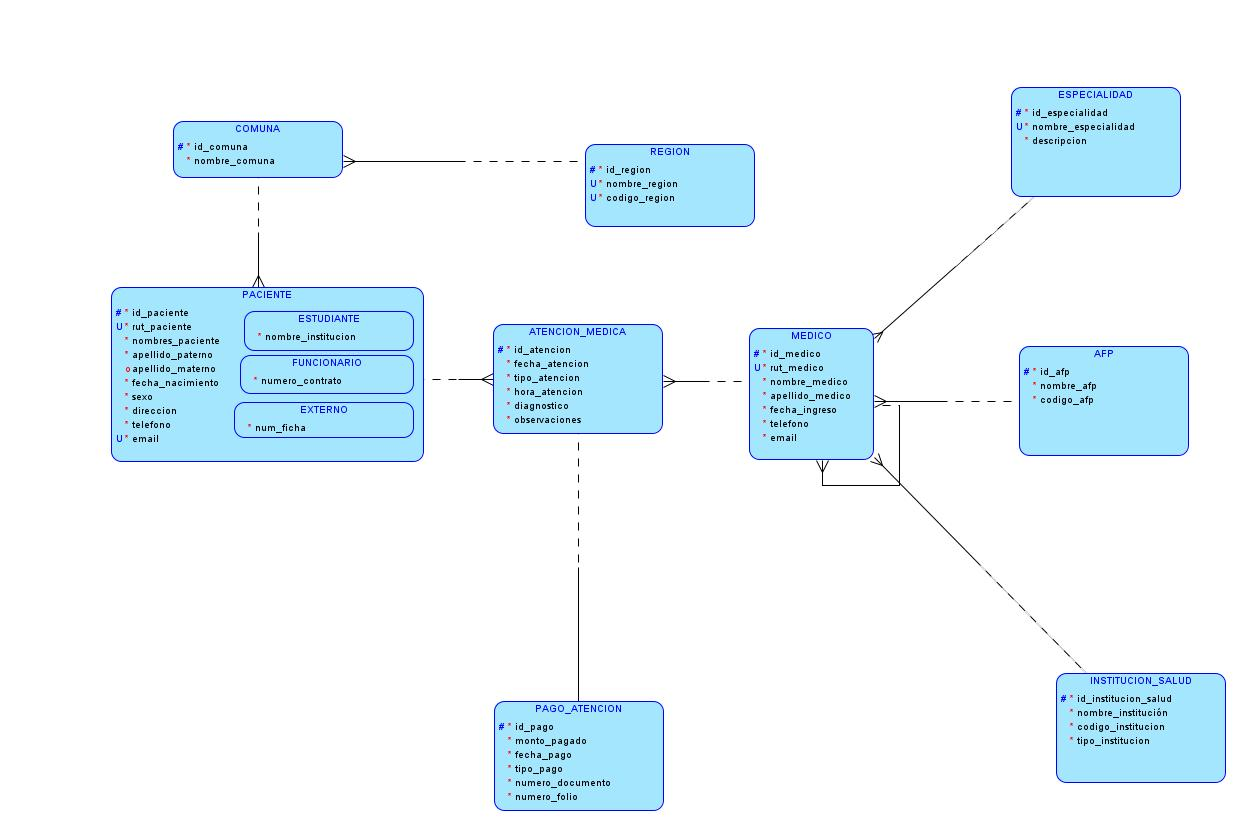 COMUNA
# * id_comuna
* nombre_comuna
REGION
# * id_region
U * nombre_region
U * codigo_region
ESPECIALIDAD
# * id_especialidad
U * nombre_especialidad
* descripcion
PACIENTE
# * id_paciente
U * rut_paciente
* nombres_paciente
* apellido_paterno
o apellido_materno
* fecha_nacimiento
* sexo
* direccion
* telefono
U * email
ESTUDIANTE
* nombre_institucion
FUNCIONARIO
* numero_contrato
EXTERNO
* num_ficha
ATENCION_MEDICA
# * id_atencion
* fecha_atencion
* tipo_atencion
* hora_atencion
* diagnostico
* observaciones
MEDICO
# * id_medico
U * rut_medico
* nombre_medico
* apellido_medico
* fecha_ingreso
* telefono
* email
AFP
# * id_afp
* nombre_afp
* codigo_afp
PAGO_ATENCION
# * id_pago
* monto_pagado
* fecha_pago
* tipo_pago
* numero_documento
* numero_folio
INSTITUCION_SALUD
# * id_institucion_salud
* nombre_institución
* codigo_institucion
* tipo_institucion